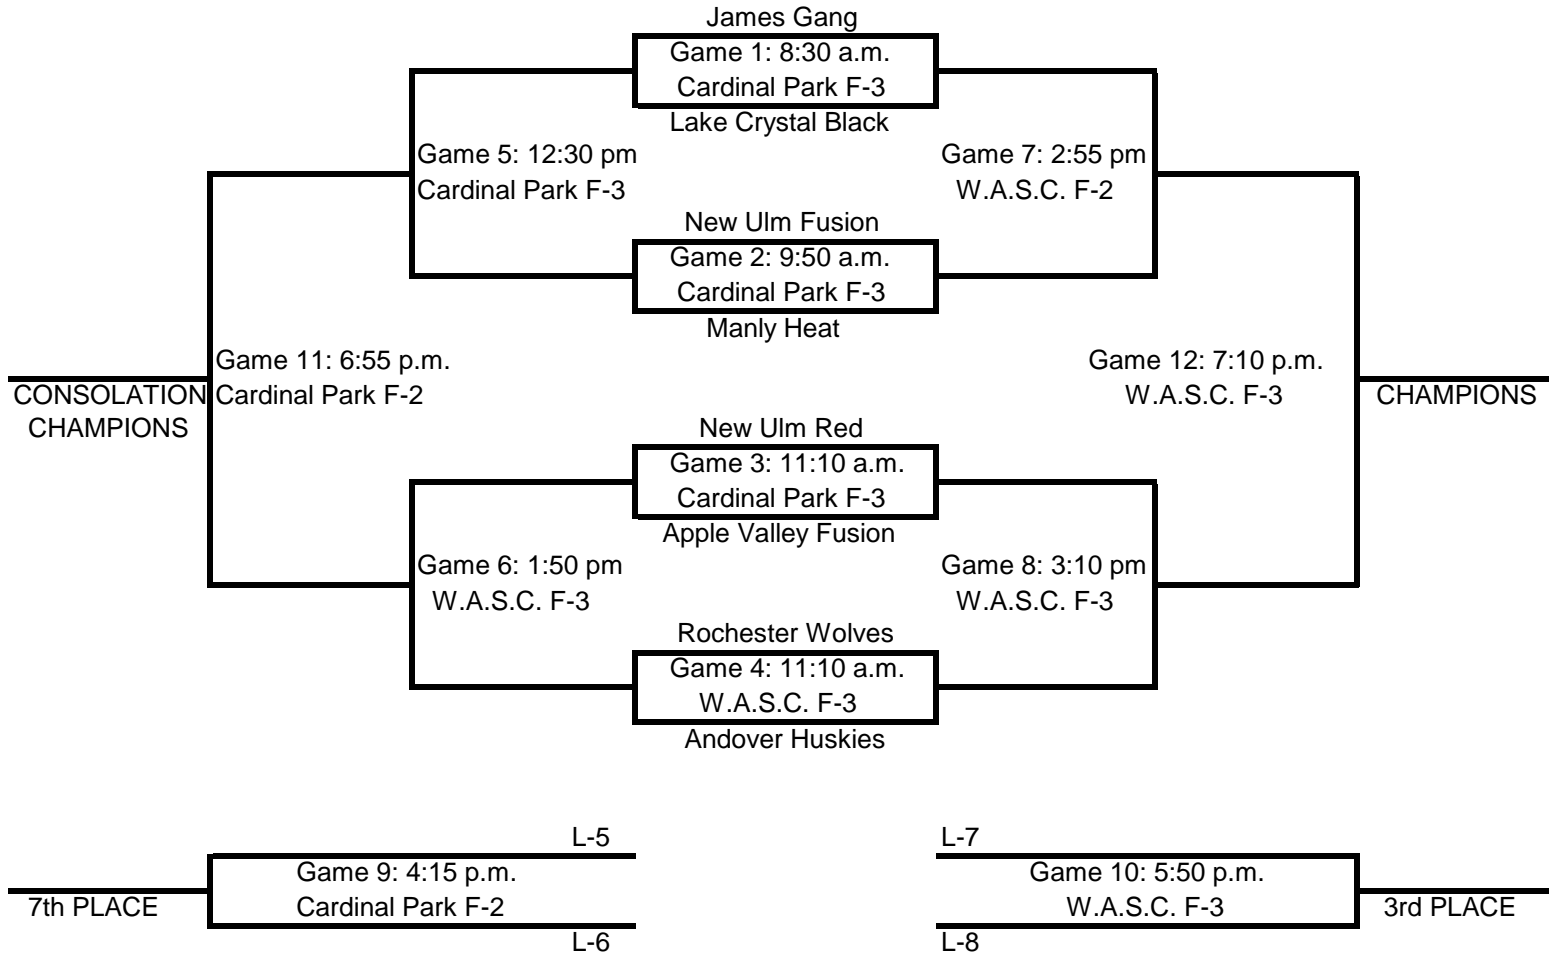 James Gang
Game 1: 8:30 a.m.
Cardinal Park F-3
Lake Crystal Black
Game 5: 12:30 pm
Cardinal Park F-3
Game 7: 2:55 pm
W.A.S.C. F-2
New Ulm Fusion
Game 2: 9:50 a.m.
Cardinal Park F-3
Manly Heat
Game 11: 6:55 p.m.
Cardinal Park F-2
CONSOLATION
CHAMPIONS
Game 12: 7:10 p.m.
W.A.S.C. F-3
CHAMPIONS
New Ulm Red
Game 3: 11:10 a.m.
Cardinal Park F-3
Apple Valley Fusion
Game 6: 1:50 pm
W.A.S.C. F-3
Game 8: 3:10 pm
W.A.S.C. F-3
Rochester Wolves
Game 4: 11:10 a.m.
W.A.S.C. F-3
Andover Huskies
L-5
Game 9: 4:15 p.m.
Cardinal Park F-2
7th PLACE
L-6
L-7
Game 10: 5:50 p.m.
W.A.S.C. F-3
3rd PLACE
L-8